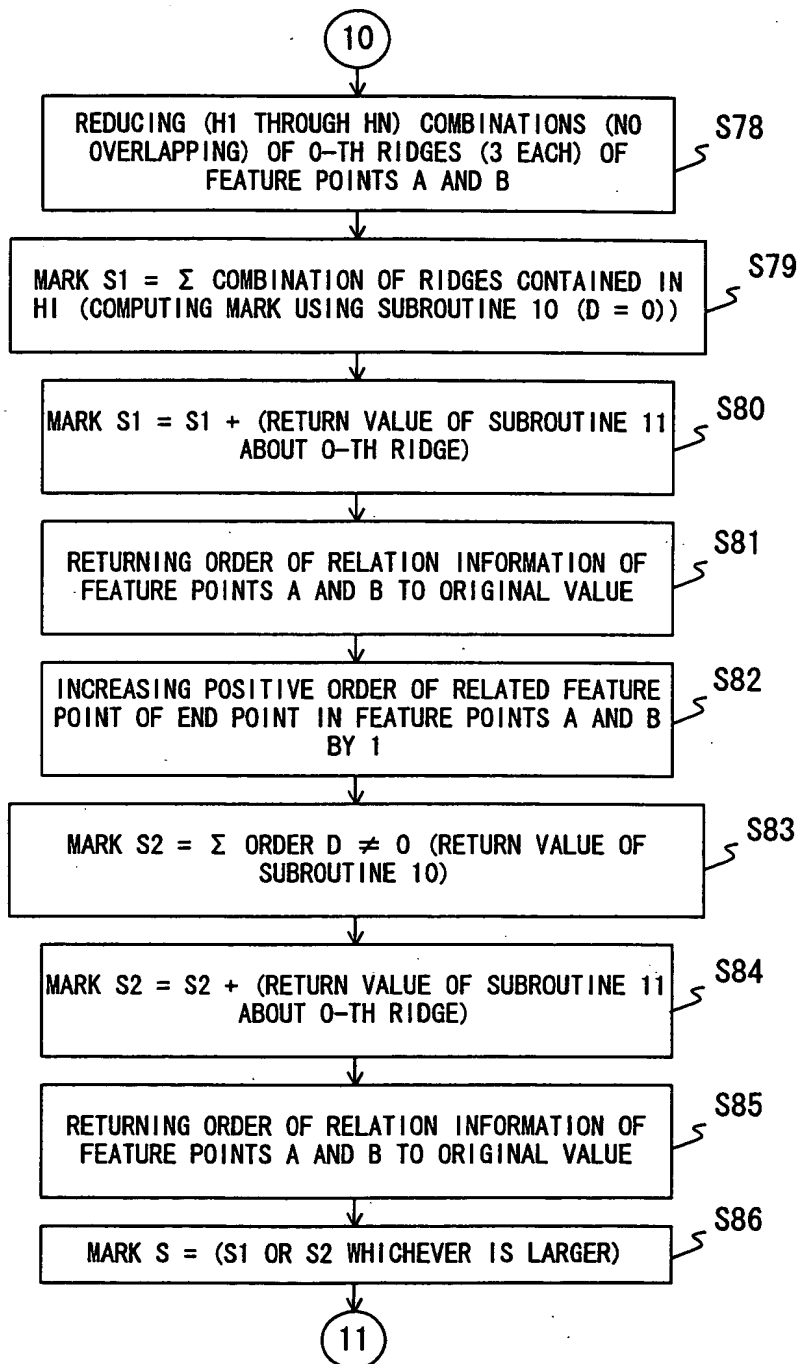 10
REDUCING (H1 THROUGH HN) COMBINATIONS (NO
OVERLAPPING) OF 0-TH RIDGES (3 EACH) OF
FEATURE POINTS A AND B
S78
MARK S1 = Σ COMBINATION OF RIDGES CONTAINED IN
HI (COMPUTING MARK USING SUBROUTINE 10 (D = 0))
S79
MARK S1 = S1 + (RETURN VALUE OF SUBROUTINE 11
ABOUT 0-TH RIDGE)
S80
RETURNING ORDER OF RELATION INFORMATION OF
FEATURE POINTS A AND B TO ORIGINAL VALUE
S81
INCREASING POSITIVE ORDER OF RELATED FEATURE
POINT OF END POINT IN FEATURE POINTS A AND B
BY 1
S82
MARK S2 = Σ ORDER D ≠ 0 (RETURN VALUE OF
SUBROUTINE 10)
S83
MARK S2 = S2 + (RETURN VALUE OF SUBROUTINE 11
ABOUT 0-TH RIDGE)
S84
RETURNING ORDER OF RELATION INFORMATION OF
FEATURE POINTS A AND B TO ORIGINAL VALUE
S85
MARK S = (S1 OR S2 WHICHEVER IS LARGER)
S86
11